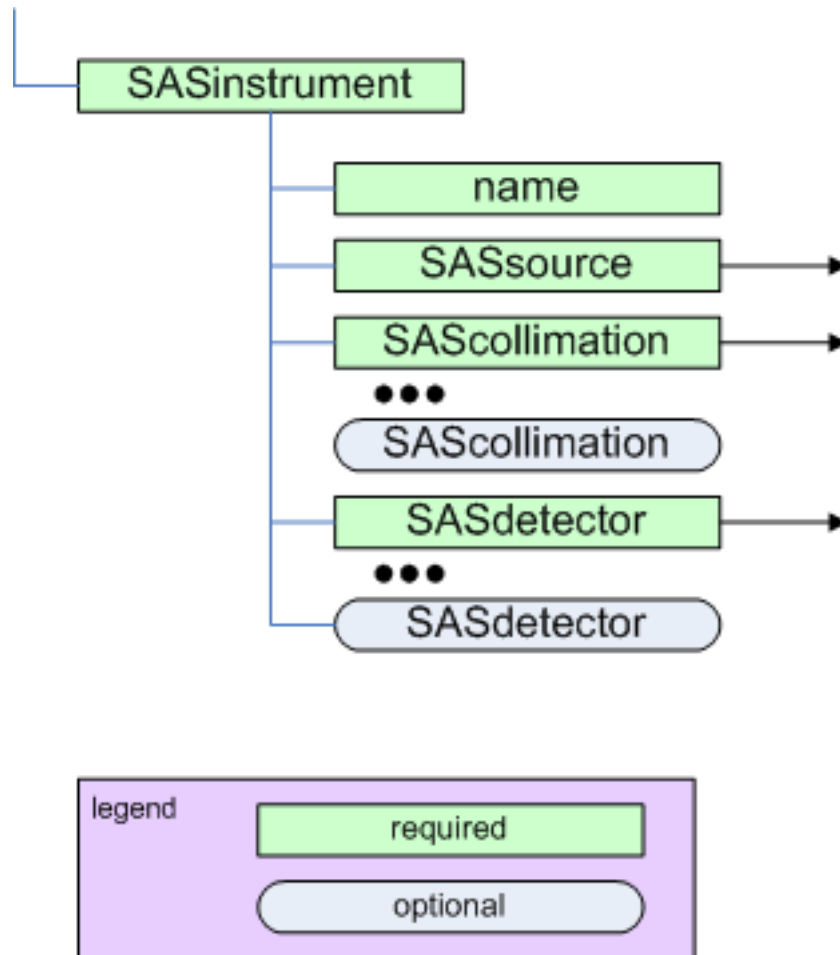 SASinstrument
name
SASsource
SAScollimation
SAScollimation
SASdetector
SASdetector
legend
required
optional